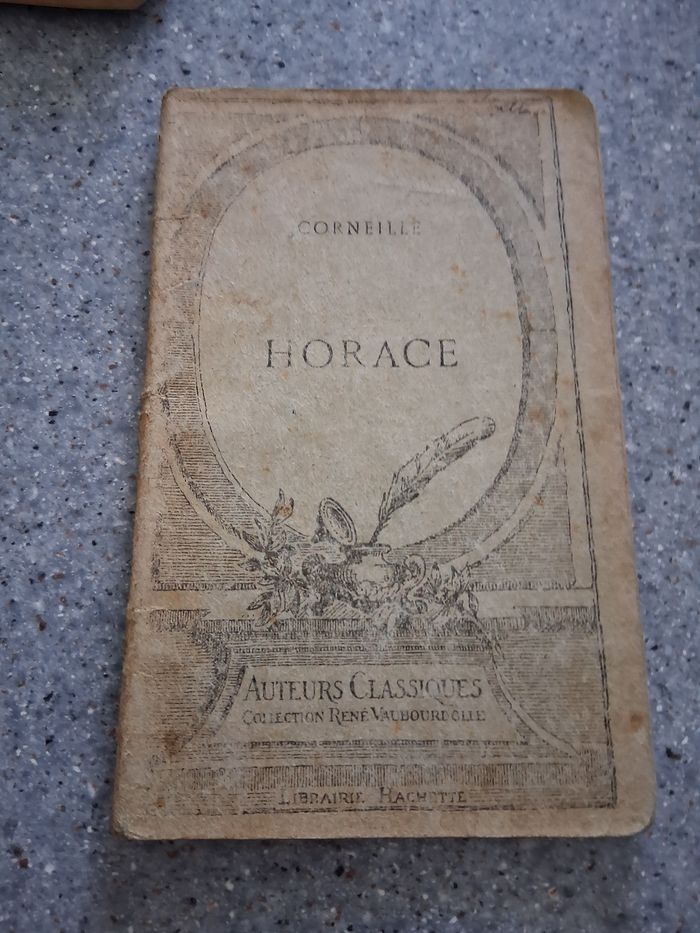 CORNEILLE
HORACE
AUTEURS CLASSIQUES
COLLECTION RENÉ VAUBOURDOLLE
LIBRAIRIE HACHETTE